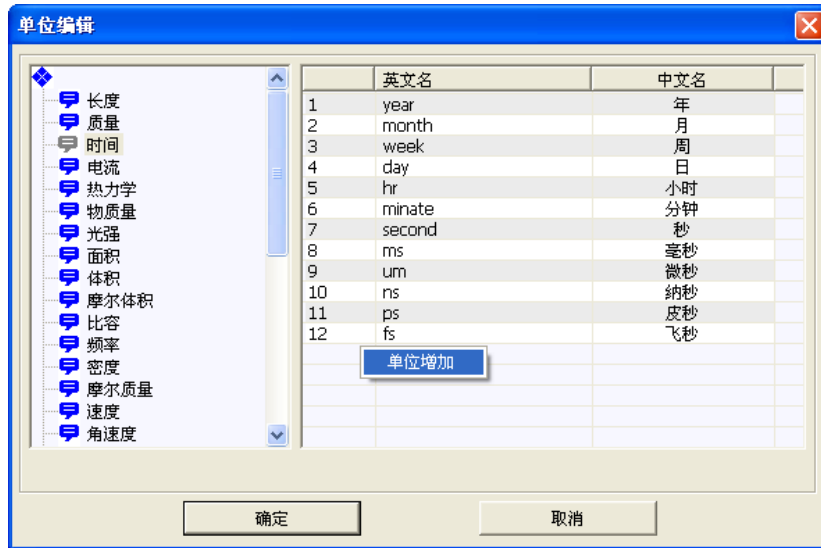 单位编辑
长度
质量
时间
电流
热力学
物质量
光强
面积
体积
摩尔体积
比容
频率
密度
摩尔质量
速度
角速度
英文名 中文名
1 year 年
2 month 月
3 week 周
4 day 日
5 hr 小时
6 minate 分钟
7 second 秒
8 ms 毫秒
9 um 微秒
10 ns 纳秒
11 ps 皮秒
12 fs 飞秒
单位增加
确定 取消